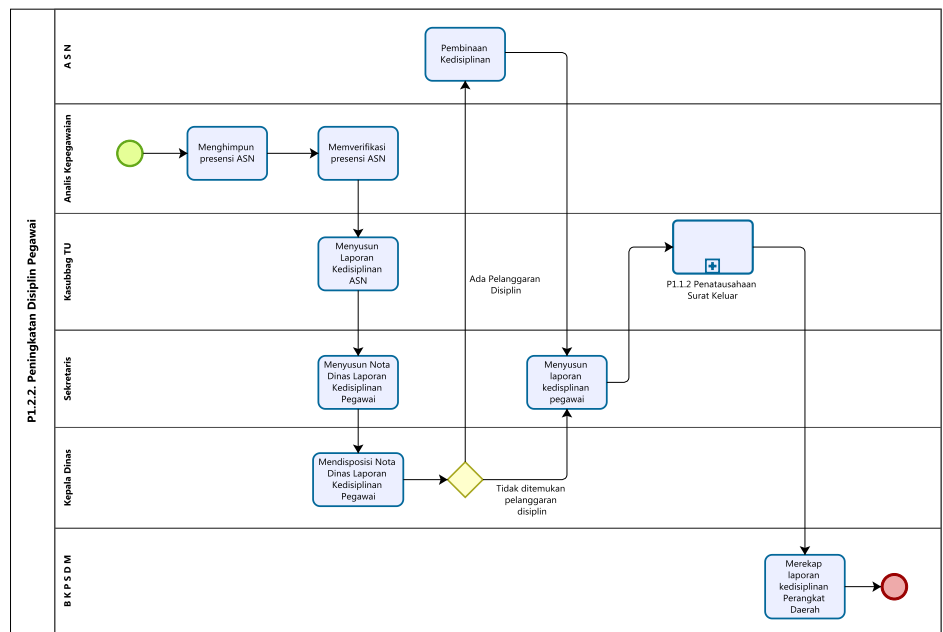 P1.2.2. Peningkatan Disiplin Pegawai
A S N
Pembinaan
Kedisiplinan
Analis Kepegawaian
Menghimpun
presensi ASN
Memverifikasi
presensi ASN
Kasubbag TU
Menyusun
Laporan
Kedisiplinan
ASN
Ada Pelanggaran
Disiplin
P1.1.2 Penatausahaan
Surat Keluar
Sekretaris
Menyusun Nota
Dinas Laporan
Kedisiplinan
Pegawai
Menyusun
laporan
kedisplinan
pegawai
Kepala Dinas
Mendisposisi Nota
Dinas Laporan
Kedisiplinan
Pegawai
Tidak ditemukan
pelanggaran
disiplin
B K P S D M
Merekap
laporan
kedisiplinan
Perangkat
Daerah